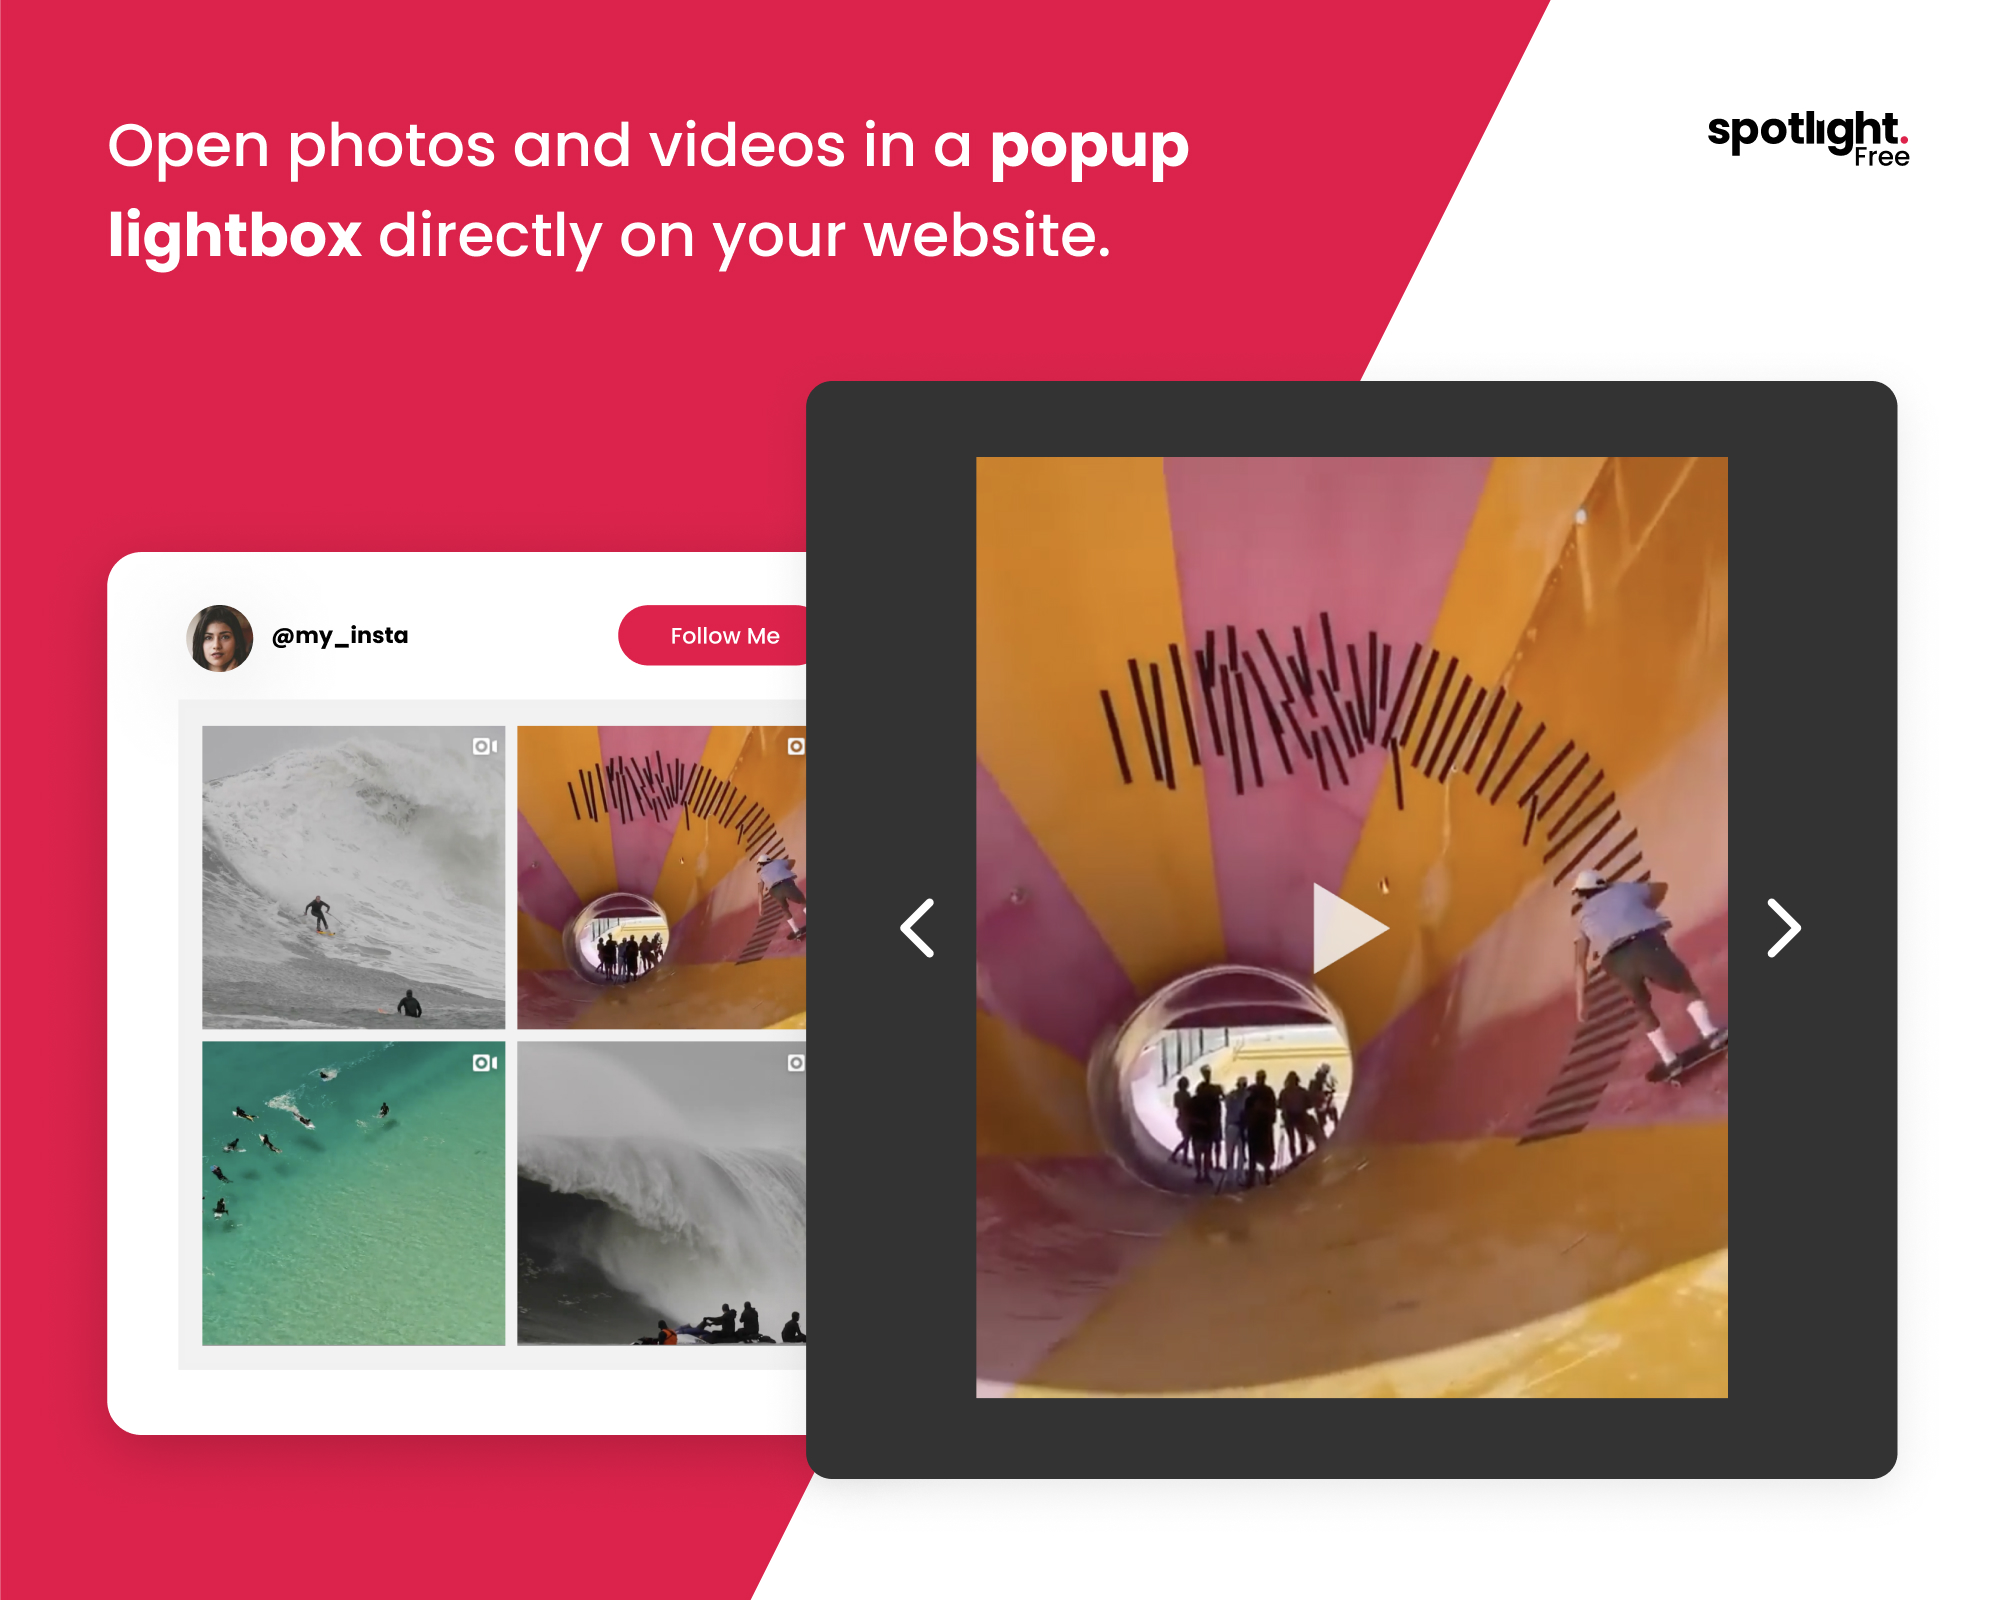 Open photos and videos in a popup
lightbox directly on your website.
spotlight.
Free
@my_insta
Follow Me